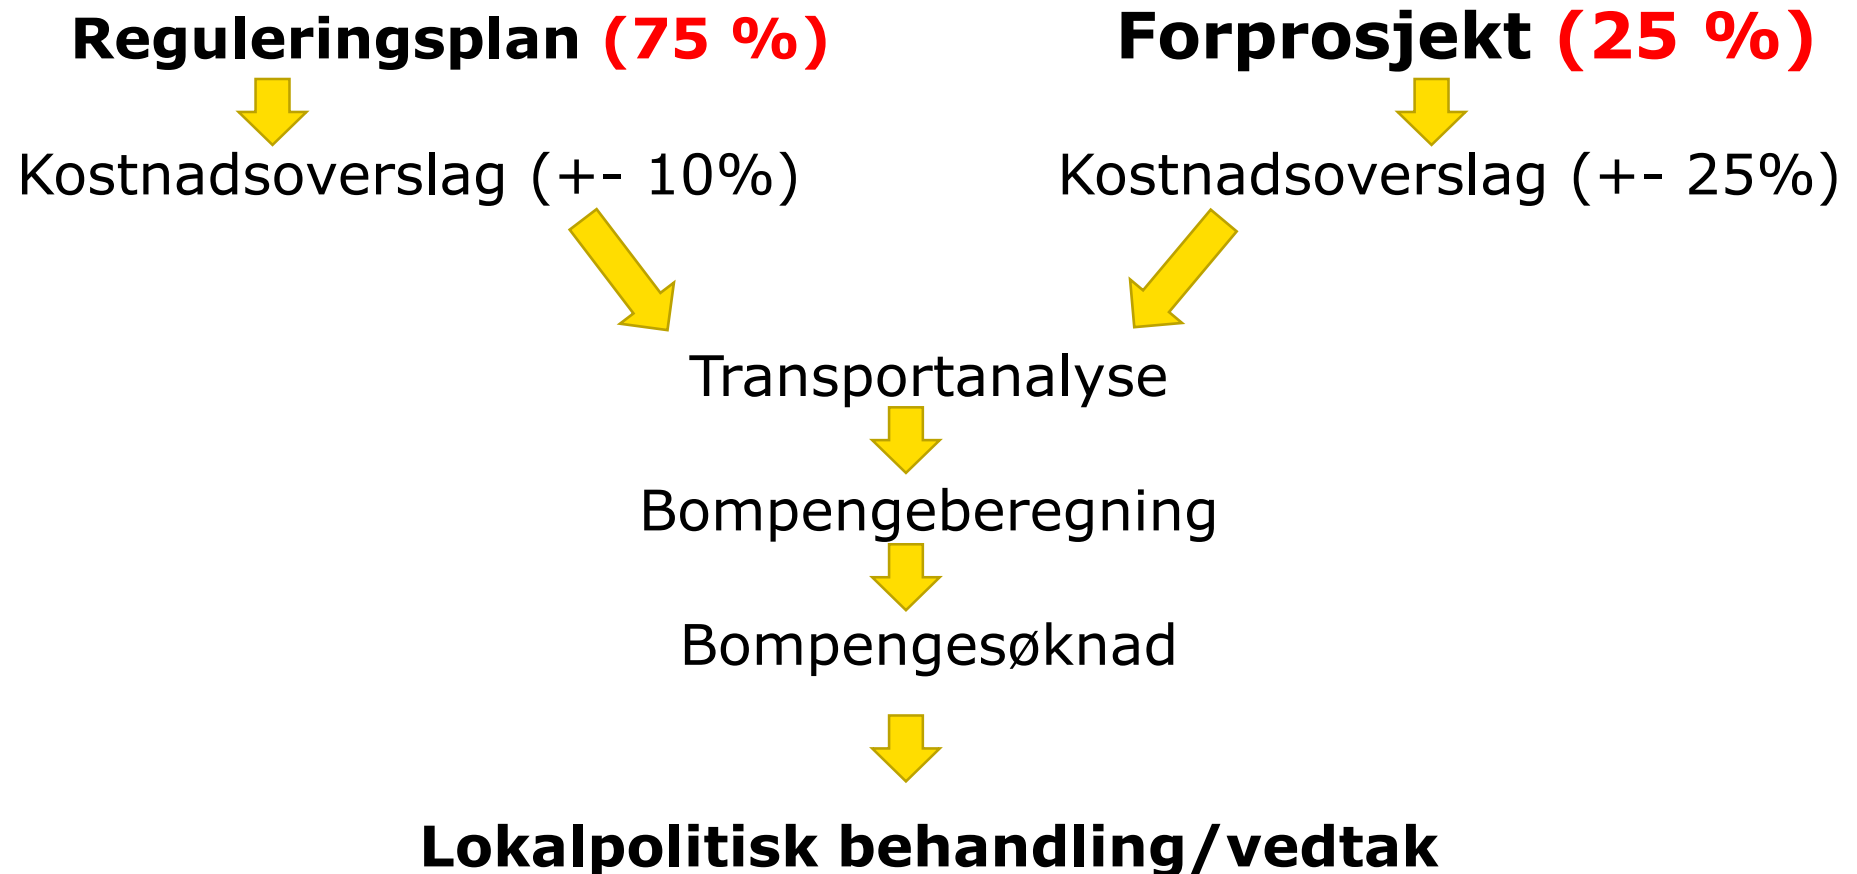 Reguleringsplan (75 %)
Forprosjekt (25 %)
Kostnadsoverslag (+- 10%)
Kostnadsoverslag (+- 25%)
Transportanalyse
Bompengeberegning
Bompengesøknad
Lokalpolitisk behandling/vedtak